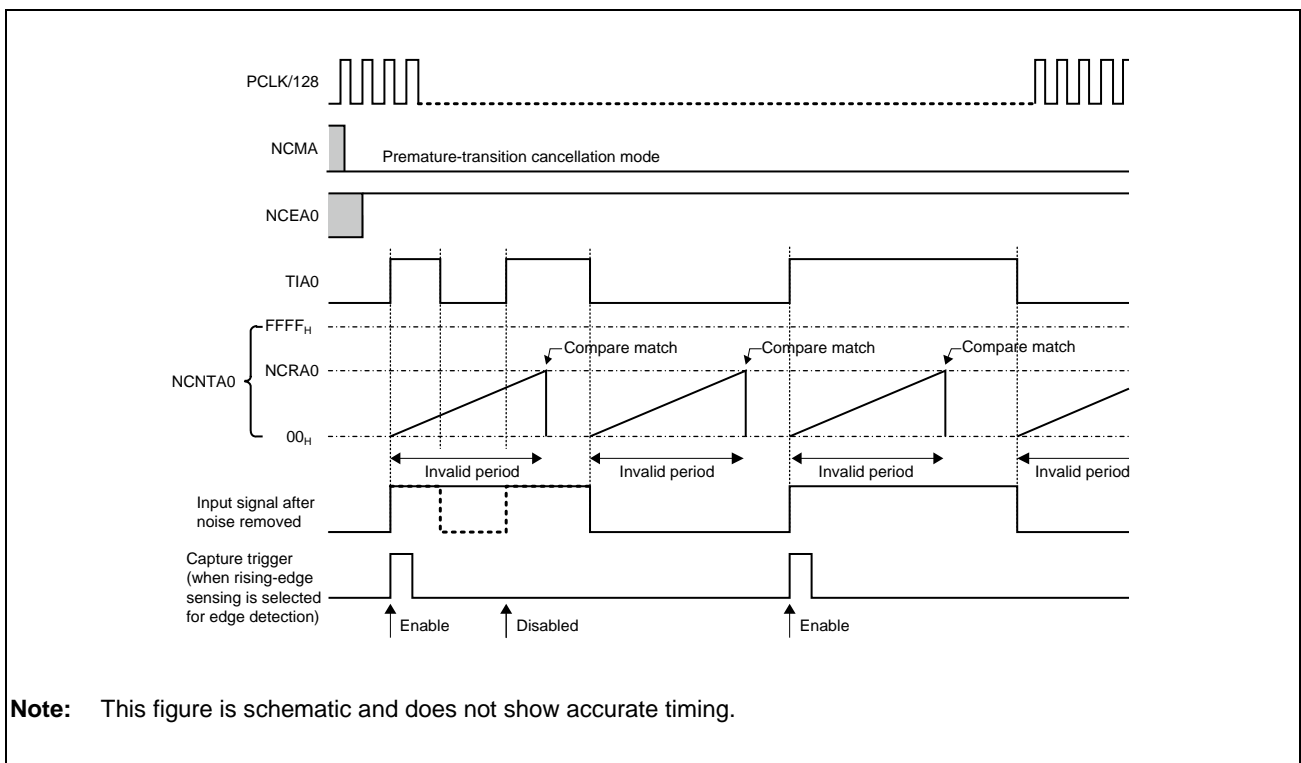 PCLK/128
NCMA
Premature-transition cancellation mode
NCEA0
TIA0
FFFFH
Compare match
Compare match
Compare match
NCRA0
NCNTA0
00H
Invalid period
Invalid period
Invalid period
Invalid period
Input signal after
noise removed
Capture trigger
(when rising-edge
sensing is selected
for edge detection)
Enable
Disabled
Enable
Note: This figure is schematic and does not show accurate timing.